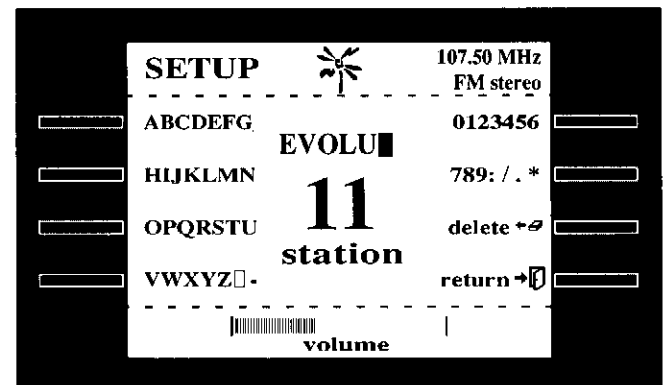 SETUP
107.50 MHz
FM stereo
ABCDEFG
EVOLU
0123456
HIJKLMN
11
789: / . *
OPQRSTU
station
delete
VWXYZ▯-
return
volume